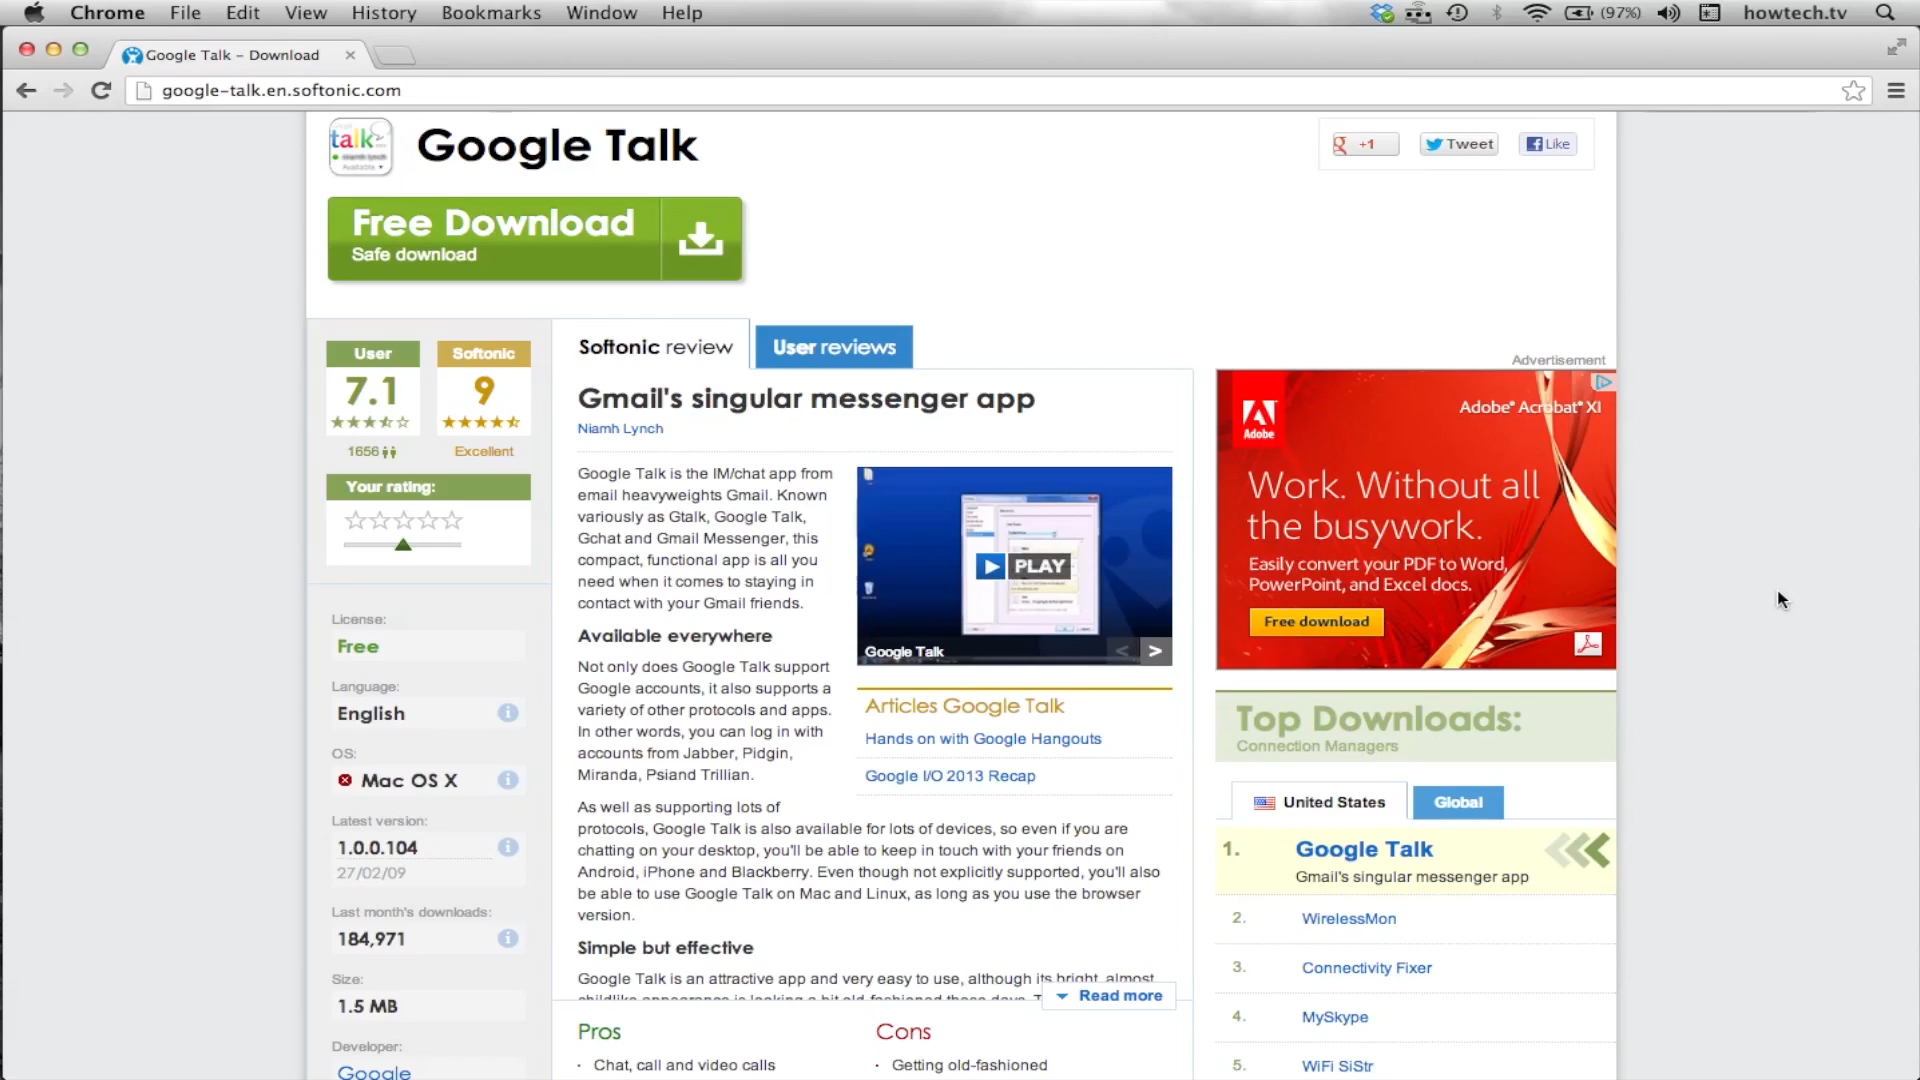 Chrome File Edit View History Bookmarks Window Help (97%) howtech.tv
Google Talk – Download
google-talk.en.softonic.com
talk
Available
Google Talk
+1 Tweet Like
Free Download
Safe download
User
7.1
1656
Softonic
9
Excellent
Your rating:
License:
Free
Language:
English
OS:
Mac OS X
Latest version:
1.0.0.104
27/02/09
Last month's downloads:
184,971
Size:
1.5 MB
Developer:
Google
Softonic review
User reviews
Gmail's singular messenger app
Niamh Lynch
Google Talk is the IM/chat app from
email heavyweights Gmail. Known
variously as Gtalk, Google Talk,
Gchat and Gmail Messenger, this
compact, functional app is all you
need when it comes to staying in
contact with your Gmail friends.
Available everywhere
Not only does Google Talk support
Google accounts, it also supports a
variety of other protocols and apps.
In other words, you can log in with
accounts from Jabber, Pidgin,
Miranda, Psiand Trillian.
As well as supporting lots of
protocols, Google Talk is also available for lots of devices, so even if you are
chatting on your desktop, you'll be able to keep in touch with your friends on
Android, iPhone and Blackberry. Even though not explicitly supported, you'll also
be able to use Google Talk on Mac and Linux, as long as you use the browser
version.
Simple but effective
Google Talk is an attractive app and very easy to use, although its bright, almost
childlike appearance is looking a bit old-fashioned these days.
Read more
Pros
· Chat, call and video calls
Cons
· Getting old-fashioned
PLAY
Google Talk
< >
Articles Google Talk
Hands on with Google Hangouts
Google I/O 2013 Recap
Advertisement
Adobe
Adobe® Acrobat® XI
Work. Without all
the busywork.
Easily convert your PDF to Word,
PowerPoint, and Excel docs.
Free download
Top Downloads:
Connection Managers
United States
Global
1. Google Talk
Gmail's singular messenger app
2. WirelessMon
3. Connectivity Fixer
4. MySkype
5. WiFi SiStr